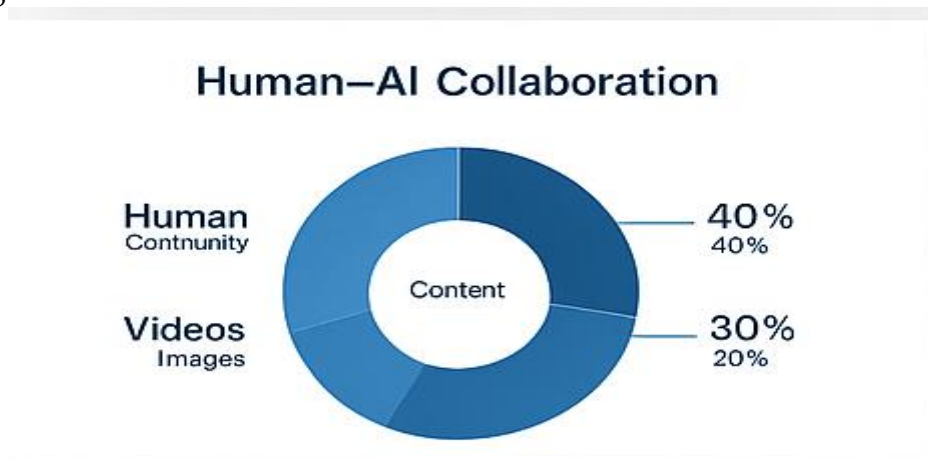 Human–AI Collaboration
Human
Contnunity
40%
40%
Content
Videos
Images
30%
20%